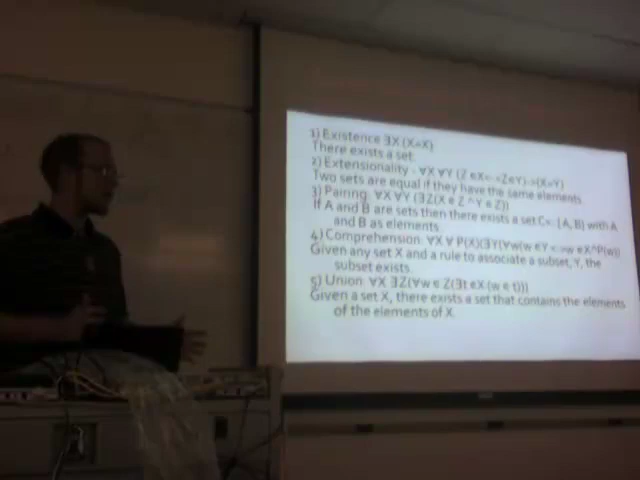 1) Existence ∃X (X=X)
There exists a set.
2) Extensionality - ∀X ∀Y (Z ∈X<->Z∈Y)->(X=Y)
Two sets are equal if they have the same elements
3) Pairing: ∀X ∀Y (∃Z(X ∈ Z ^ Y ∈ Z))
If A and B are sets then there exists a set C= {A, B} with A
and B as elements
4) Comprehension: ∀X ∀ P(X)(∃Y(∀w(w ∈Y <=>w ∈X^P(w))
Given any set X and a rule to associate a subset, Y, the
subset exists.
5) Union: ∀X ∃Z(∀w ∈ Z(∃t ∈X (w ∈ t)))
Given a set X, there exists a set that contains the elements
of the elements of X.